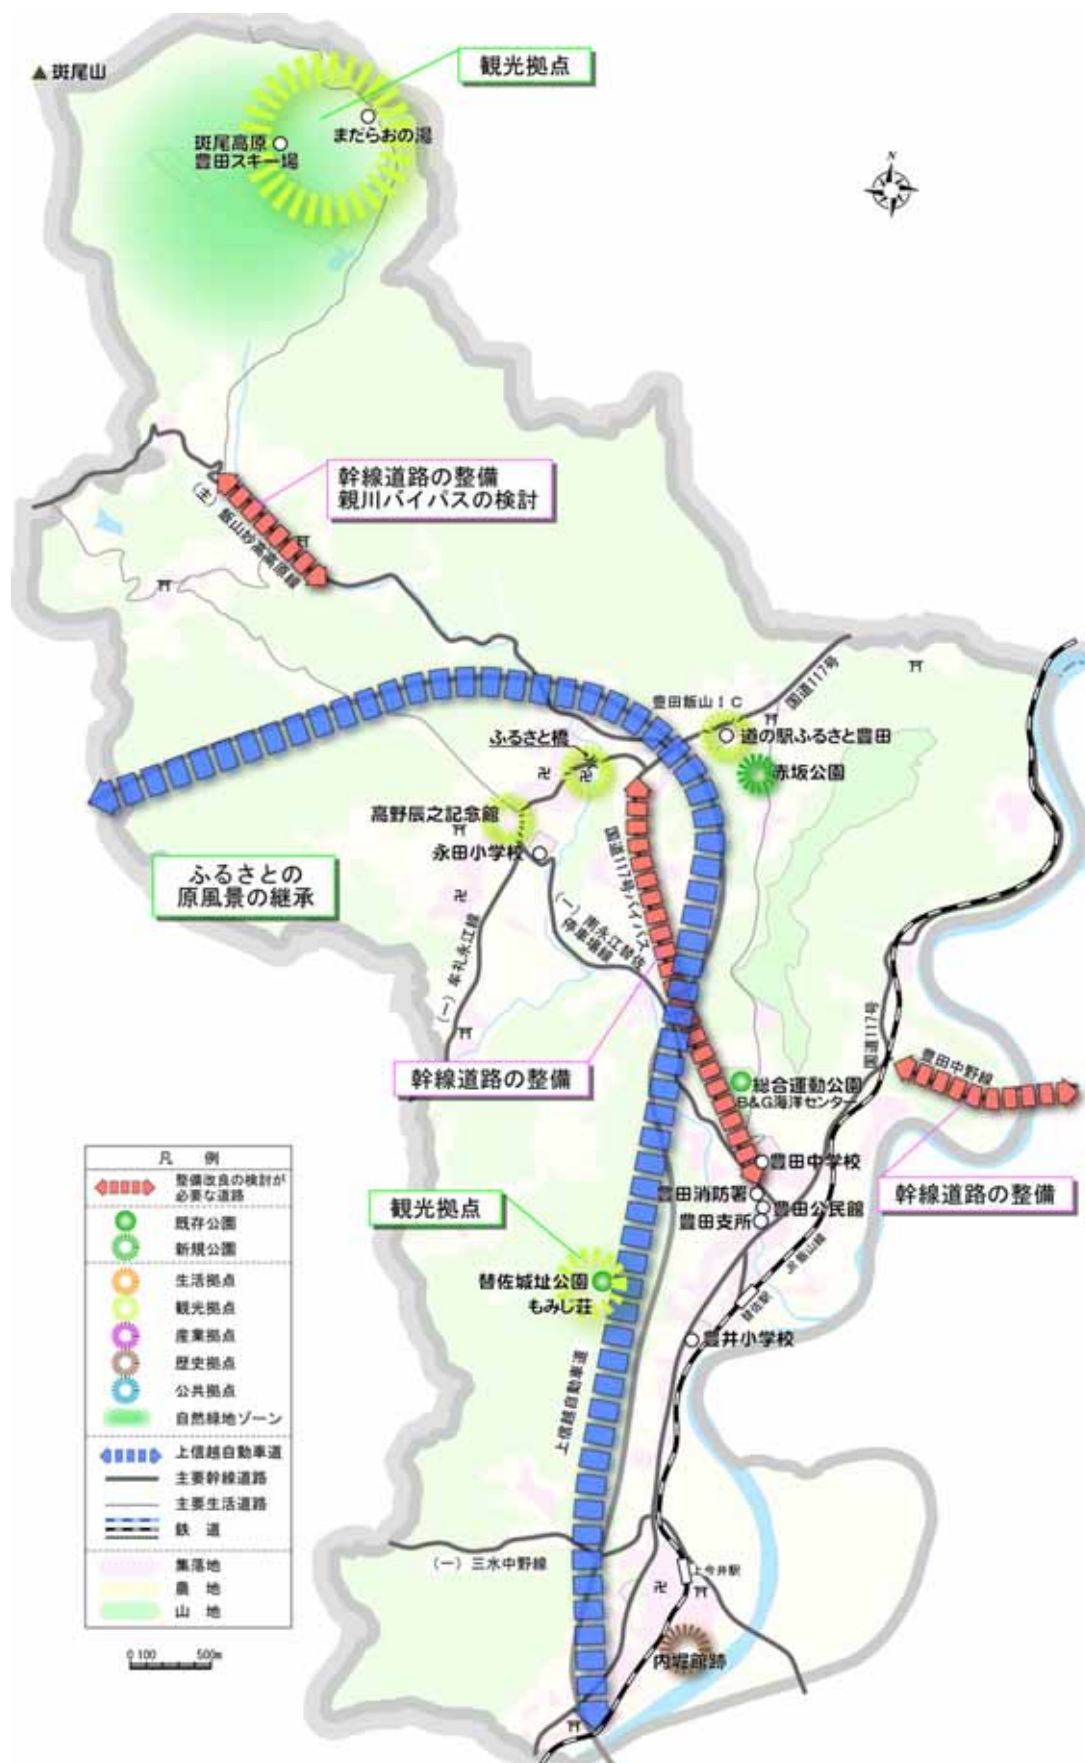 観光拠点
▲斑尾山
まだらおの湯
斑尾高原
豊田スキー場
N
幹線道路の整備
親川バイパスの検討
(主)飯山妙高高原線
国道117号
豊田飯山IC
道の駅ふるさと豊田
ふるさと橋
赤坂公園
高野辰之記念館
永田小学校
国道117号バイパス
ふるさとの
原風景の継承
(一)南永江替佐
停車場線
(一)牟礼永江線
国道117号
豊田中野線
幹線道路の整備
総合運動公園
B&G海洋センター
豊田中学校
幹線道路の整備
豊田消防署
豊田公民館
豊田支所
観光拠点
JR飯山線
替佐城址公園
もみじ荘
替佐駅
豊井小学校
上信越自動車道
(一)三水中野線
上今井駅
内堀館跡
凡 例
整備改良の検討が
必要な道路
既存公園
新規公園
生活拠点
観光拠点
産業拠点
歴史拠点
公共拠点
自然緑地ゾーン
上信越自動車道
主要幹線道路
主要生活道路
鉄 道
集落地
農 地
山 地
0 100 500m